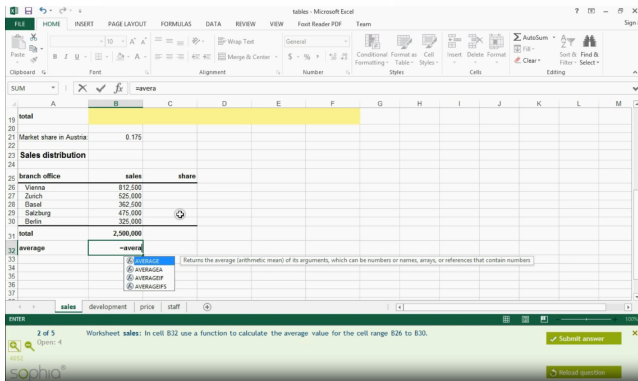 tables - Microsoft Excel
FILE HOME INSERT PAGE LAYOUT FORMULAS DATA REVIEW VIEW Foxit Reader PDF Team
Sign
Paste
B I U
10
Wrap Text
Merge & Center
General
Conditional Formatting
Format as Table
Cell Styles
Insert Delete Format
AutoSum
Fill
Clear
Sort & Filter
Find & Select
Clipboard Font Alignment Number Styles Cells Editing
SUM
fx =avera
A B C D E F G H I J K L M
19 total
20
21 Market share in Austria: 0.175
22
23 Sales distribution
24
25 branch office sales share
26 Vienna 812,500
27 Zurich 525,000
28 Basel 362,500
29 Salzburg 475,000
30 Berlin 325,000
31 total 2,500,000
32 average =avera
33 AVERAGE Returns the average (arithmetic mean) of its arguments, which can be numbers or names, arrays, or references that contain numbers
34 AVERAGEA
35 AVERAGEIF
36 AVERAGEIFS
37
sales development price staff
ENTER
100%
2 of 5 Worksheet sales: In cell B32 use a function to calculate the average value for the cell range B26 to B30.
Open: 4
Submit answer
4852
sophia®
Reload question